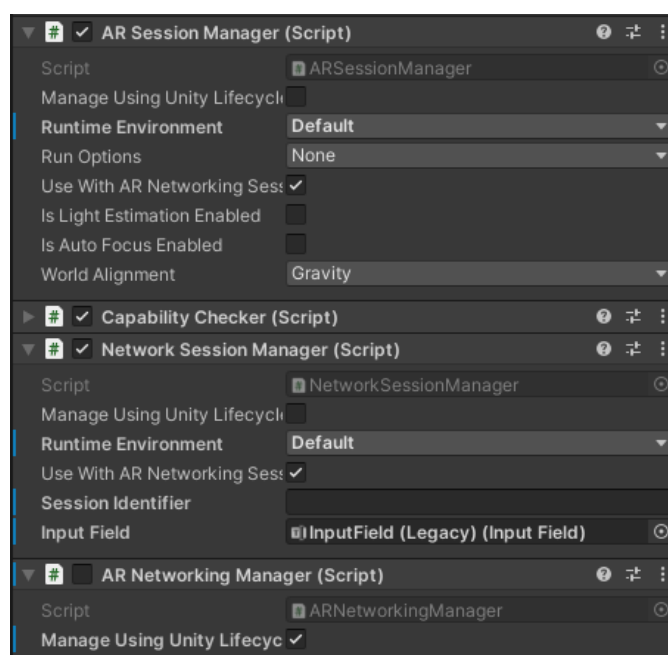 AR Session Manager (Script)
Script ARSessionManager
Manage Using Unity Lifecycl
Runtime Environment Default
Run Options None
Use With AR Networking Sess
Is Light Estimation Enabled
Is Auto Focus Enabled
World Alignment Gravity
# Capability Checker (Script)
# Network Session Manager (Script)
Script NetworkSessionManager
Manage Using Unity Lifecycl
Runtime Environment Default
Use With AR Networking Sess
Session Identifier
Input Field InputField (Legacy) (Input Field)
# AR Networking Manager (Script)
Script ARNetworkingManager
Manage Using Unity Lifecyc